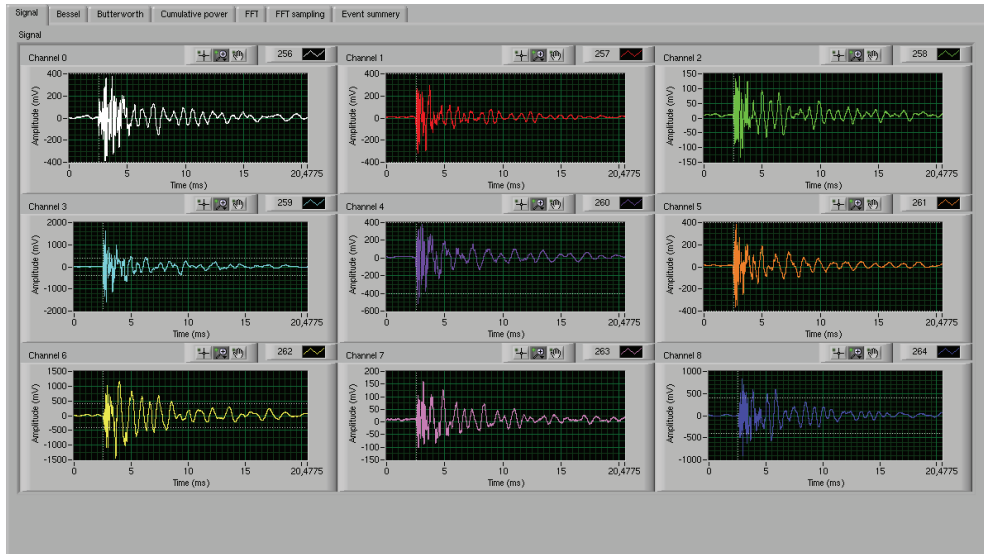 Signal Bessel Butterworth Cumulative power FFT FFT sampling Event summery
Signal
Channel 0 256
Amplitude (mV)
400
200
0
-200
-400
0 5 10 15 20,4775
Time (ms)
Channel 1 257
Amplitude (mV)
400
200
0
-200
-400
0 5 10 15 20,4775
Time (ms)
Channel 2 258
Amplitude (mV)
150
100
50
0
-50
-100
-150
0 5 10 15 20,4775
Time (ms)
Channel 3 259
Amplitude (mV)
2000
1000
0
-1000
-2000
0 5 10 15 20,4775
Time (ms)
Channel 4 260
Amplitude (mV)
400
200
0
-200
-400
-600
0 5 10 15 20,4775
Time (ms)
Channel 5 261
Amplitude (mV)
400
200
0
-200
-400
0 5 10 15 20,4775
Time (ms)
Channel 6 262
Amplitude (mV)
1500
1000
500
0
-500
-1000
-1500
0 5 10 15 20,4775
Time (ms)
Channel 7 263
Amplitude (mV)
200
150
100
50
0
-50
-100
-150
0 5 10 15 20,4775
Time (ms)
Channel 8 264
Amplitude (mV)
1000
500
0
-500
-1000
0 5 10 15 20,4775
Time (ms)